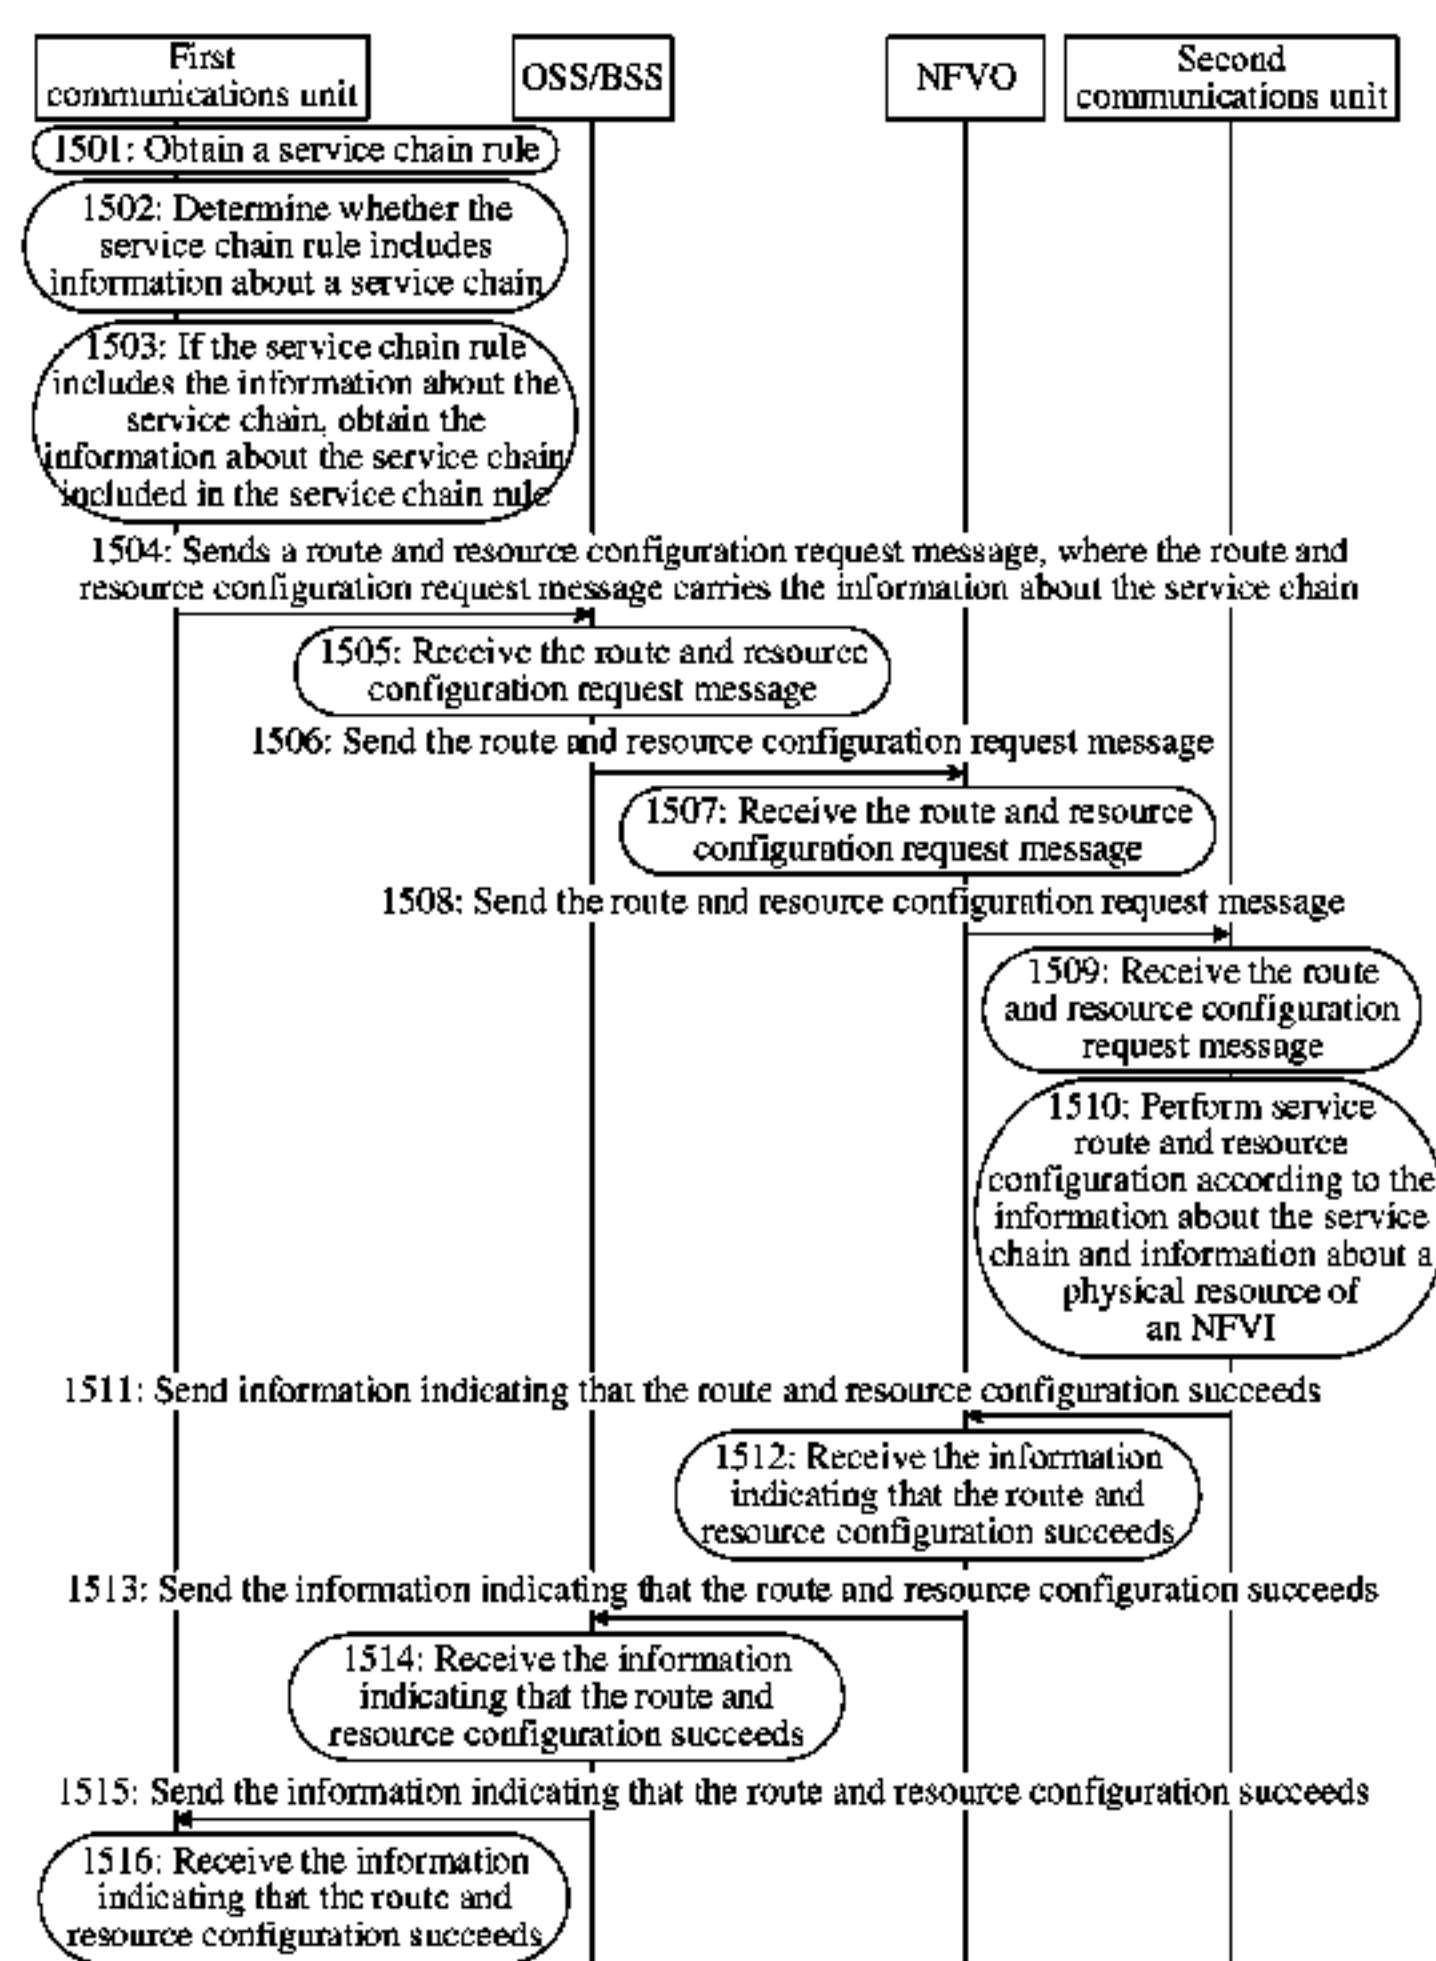 First
communications unit
OSS/BSS
NFVO
Second
communications unit
1501: Obtain a service chain rule
1502: Determine whether the
service chain rule includes
information about a service chain
1503: If the service chain rule
includes the information about the
service chain, obtain the
information about the service chain
included in the service chain rule
1504: Sends a route and resource configuration request message, where the route and
resource configuration request message carries the information about the service chain
1505: Receive the route and resource
configuration request message
1506: Send the route and resource configuration request message
1507: Receive the route and resource
configuration request message
1508: Send the route and resource configuration request message
1509: Receive the route
and resource configuration
request message
1510: Perform service
route and resource
configuration according to the
information about the service
chain and information about a
physical resource of
an NFVI
1511: Send information indicating that the route and resource configuration succeeds
1512: Receive the information
indicating that the route and
resource configuration succeeds
1513: Send the information indicating that the route and resource configuration succeeds
1514: Receive the information
indicating that the route and
resource configuration succeeds
1515: Send the information indicating that the route and resource configuration succeeds
1516: Receive the information
indicating that the route and
resource configuration succeeds